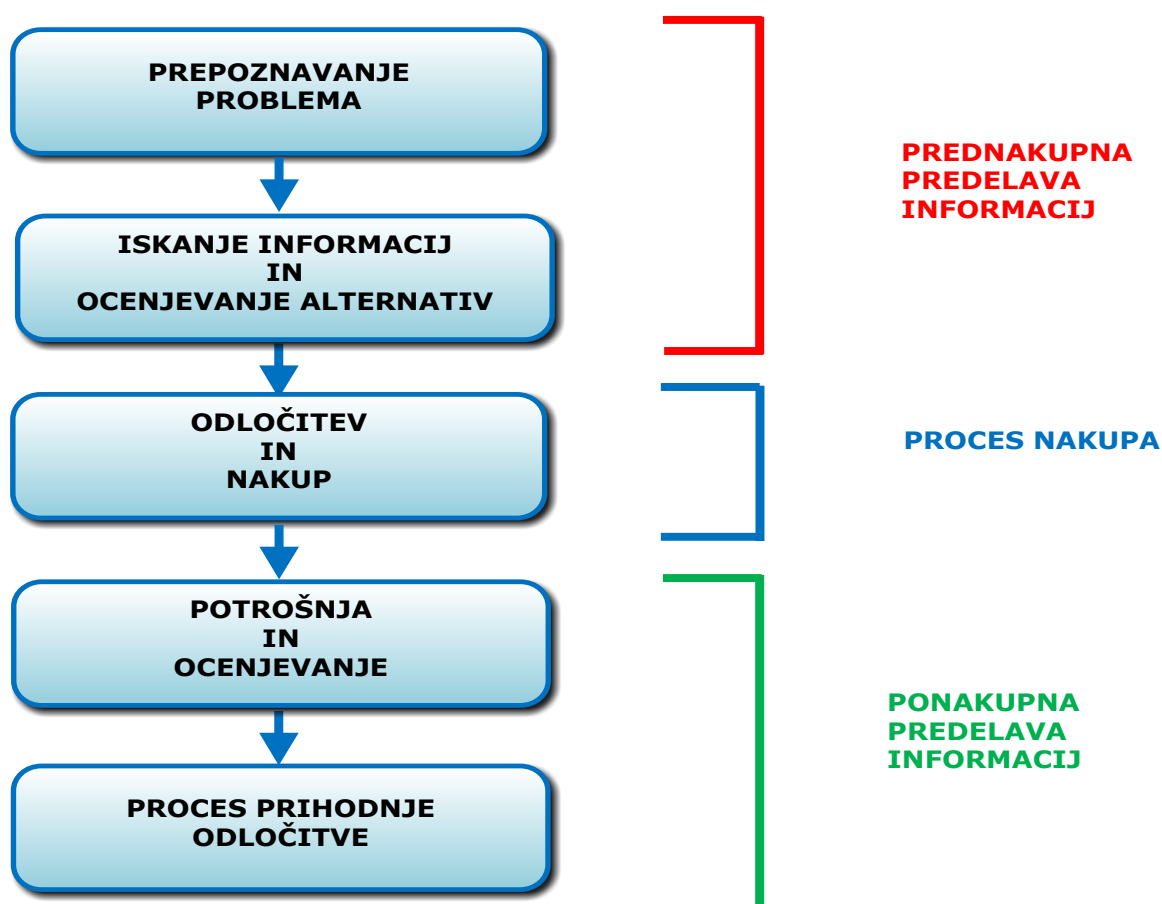 PREPOZNAVANJE
PROBLEMA
ISKANJE INFORMACIJ
IN
OCENJEVANJE ALTERNATIV
PREDNAKUPNA
PREDELAVA
INFORMACIJ
ODLOČITEV
IN
NAKUP
PROCES NAKUPA
POTROŠNJA
IN
OCENJEVANJE
PROCES PRIHODNJE
ODLOČITVE
PONAKUPNA
PREDELAVA
INFORMACIJ